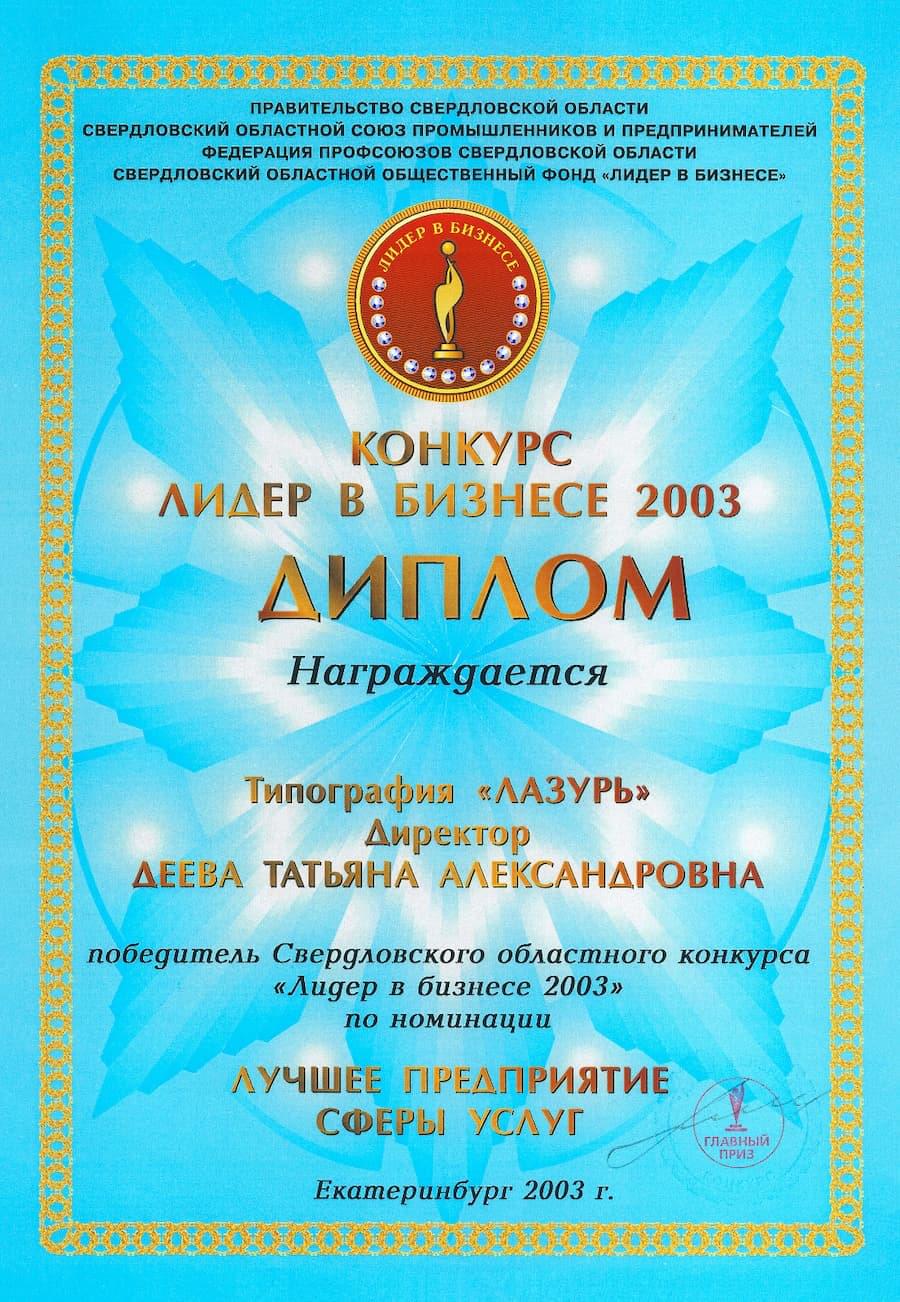 ПРАВИТЕЛЬСТВО СВЕРДЛОВСКОЙ ОБЛАСТИ
СВЕРДЛОВСКИЙ ОБЛАСТНОЙ СОЮЗ ПРОМЫШЛЕННИКОВ И ПРЕДПРИНИМАТЕЛЕЙ
ФЕДЕРАЦИЯ ПРОФСОЮЗОВ СВЕРДЛОВСКОЙ ОБЛАСТИ
СВЕРДЛОВСКИЙ ОБЛАСТНОЙ ОБЩЕСТВЕННЫЙ ФОНД «ЛИДЕР В БИЗНЕСЕ»
ЛИДЕР В БИЗНЕСЕ
КОНКУРС
ЛИДЕР В БИЗНЕСЕ 2003
ДИПЛОМ
Награждается
Типография «ЛАЗУРЬ»
Директор
ДЕЕВА ТАТЬЯНА АЛЕКСАНДРОВНА
победитель Свердловского областного конкурса
«Лидер в бизнесе 2003»
по номинации
ЛУЧШЕЕ ПРЕДПРИЯТИЕ
СФЕРЫ УСЛУГ
ГЛАВНЫЙ
ПРИЗ
Екатеринбург 2003 г.